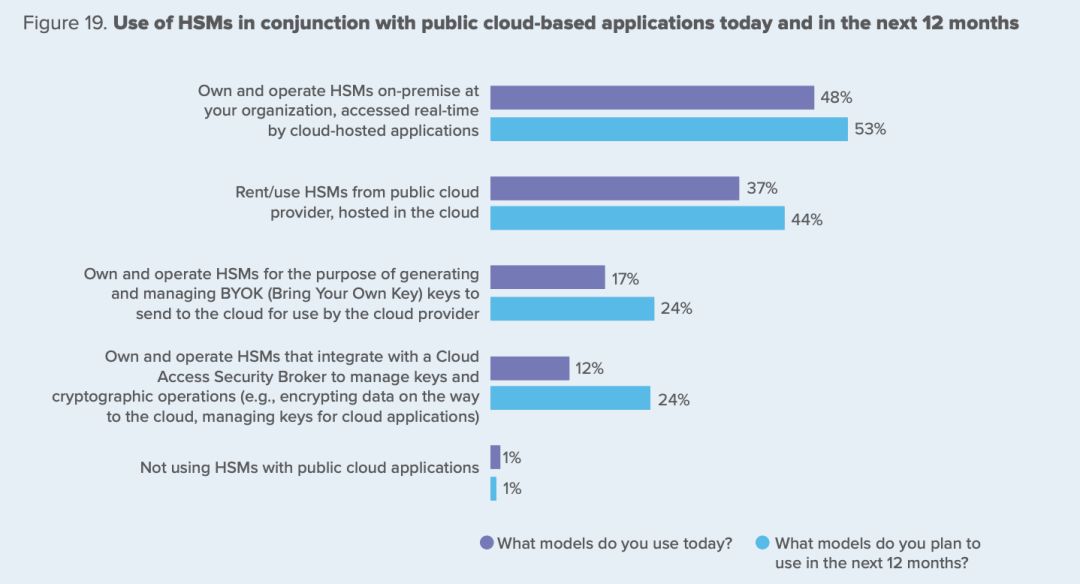 Figure 19. Use of HSMs in conjunction with public cloud-based applications today and in the next 12 months
Own and operate HSMs on-premise at
your organization, accessed real-time
by cloud-hosted applications
48%
53%
Rent/use HSMs from public cloud
provider, hosted in the cloud
37%
44%
Own and operate HSMs for the purpose of generating
and managing BYOK (Bring Your Own Key) keys to
send to the cloud for use by the cloud provider
17%
24%
Own and operate HSMs that integrate with a Cloud
Access Security Broker to manage keys and
cryptographic operations (e.g., encrypting data on the way
to the cloud, managing keys for cloud applications)
12%
24%
Not using HSMs with public cloud applications
1%
1%
What models do you use today?
What models do you plan to
use in the next 12 months?